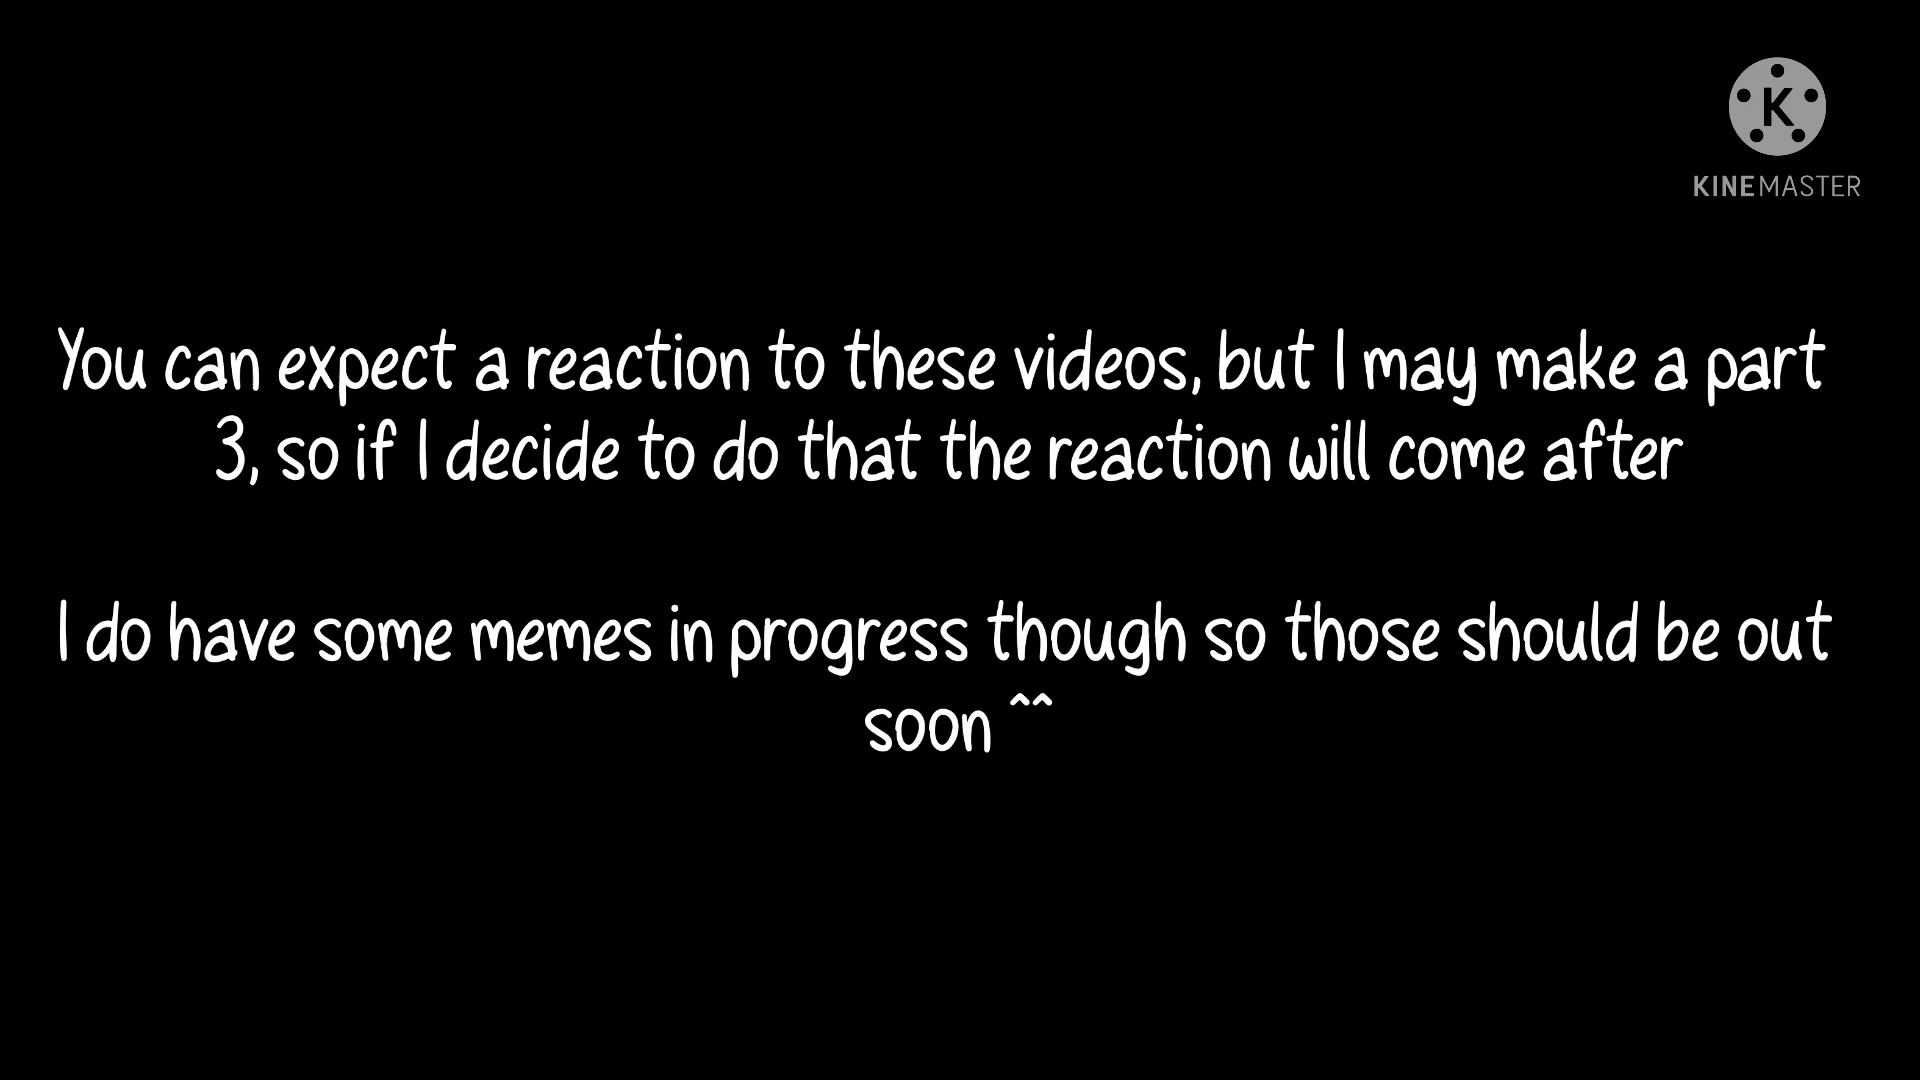 K
KINEMASTER
You can expect a reaction to these videos, but I may make a part
3, so if I decide to do that the reaction will come after
I do have some memes in progress though so those should be out
soon ^^